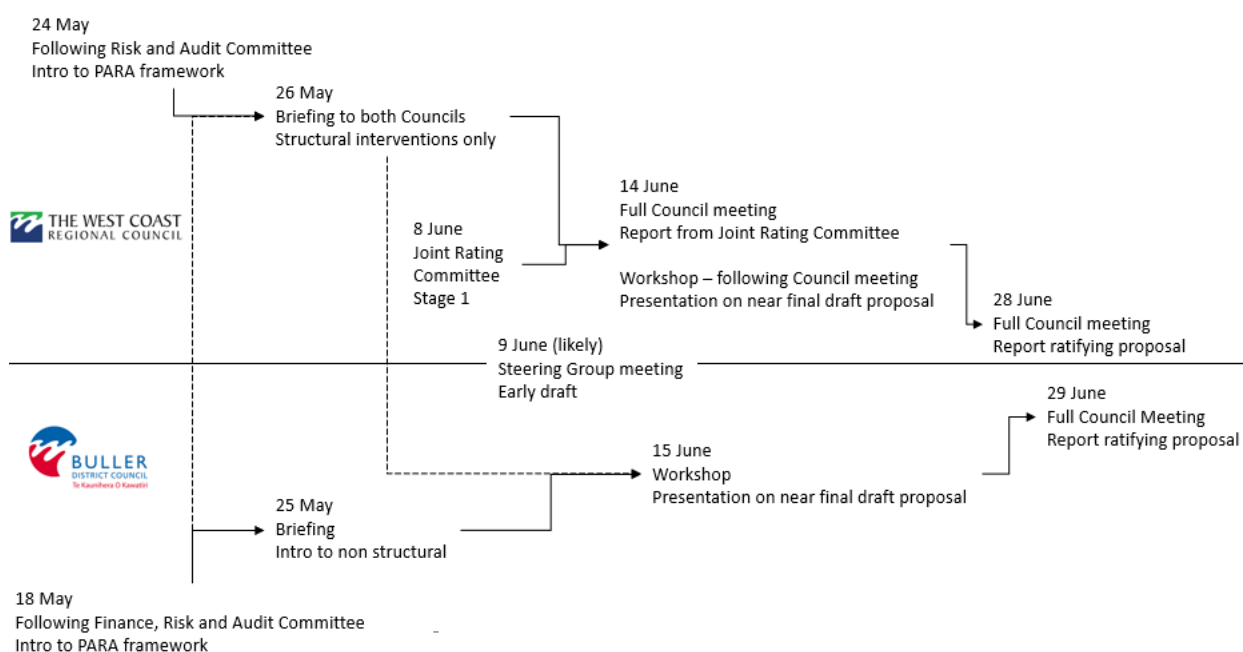 24 May
Following Risk and Audit Committee
Intro to PARA framework
26 May
Briefing to both Councils
Structural interventions only
THE WEST COAST
REGIONAL COUNCIL
8 June
Joint Rating
Committee
Stage 1
14 June
Full Council meeting
Report from Joint Rating Committee
Workshop – following Council meeting
Presentation on near final draft proposal
28 June
Full Council meeting
Report ratifying proposal
9 June (likely)
Steering Group meeting
Early draft
BULLER
DISTRICT COUNCIL
Te Kaunihera O Kawatiri
25 May
Briefing
Intro to non structural
15 June
Workshop
Presentation on near final draft proposal
29 June
Full Council Meeting
Report ratifying proposal
18 May
Following Finance, Risk and Audit Committee
Intro to PARA framework